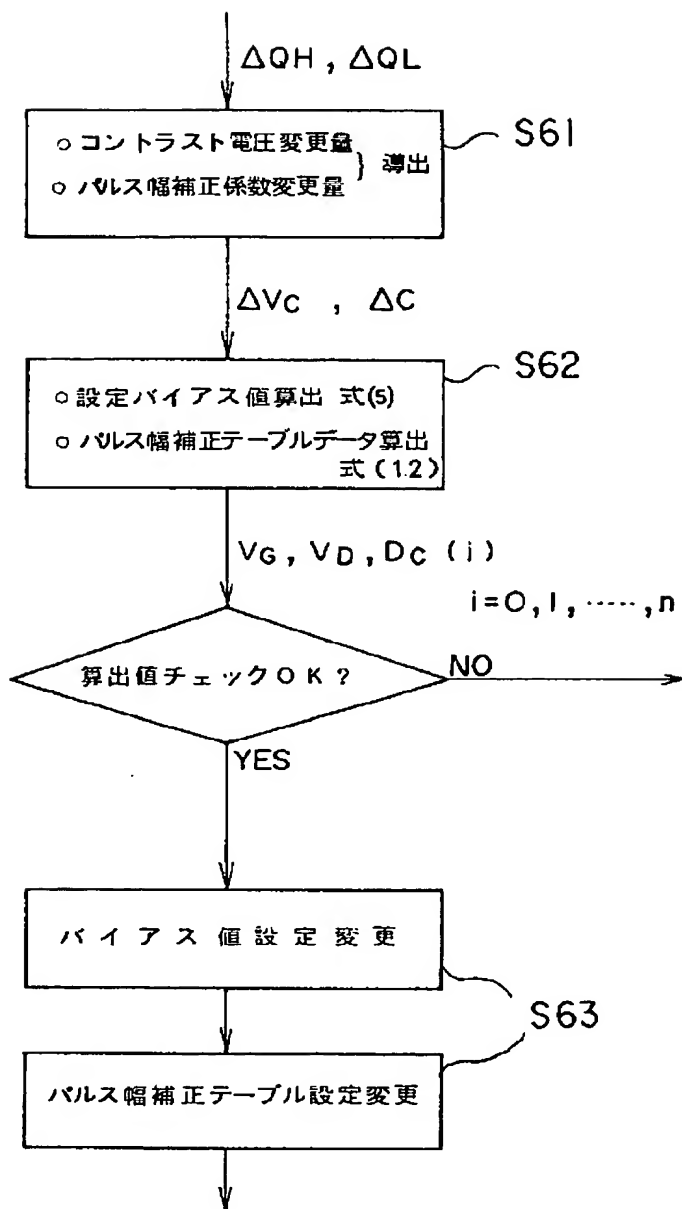 ΔQH , ΔQL
S61
○ コントラスト電圧変更量
} 導出
○ パルス幅補正係数変更量
ΔVC , ΔC
S62
○ 設定バイアス値算出 式(5)
○ パルス幅補正テーブルデータ算出
式(1.2)
VG , VD , DC (i)
i=0, 1, ……, n
算出値チェックOK?
NO
YES
バイアス値設定変更
S63
パルス幅補正テーブル設定変更